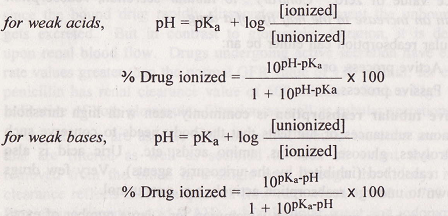 for weak acids, pH = pKa + log [ionized] / [unionized]
% Drug ionized = 10^pH-pKa / 1 + 10^pH-pKa x 100
for weak bases, pH = pKa + log [unionized] / [ionized]
% Drug ionized = 10^pKa-pH / 1 + 10^pKa-pH x 100